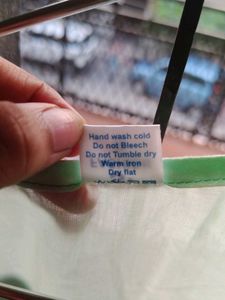 Hand wash cold
Do not Bleech
Do not Tumble dry
Warm iron
Dry flat